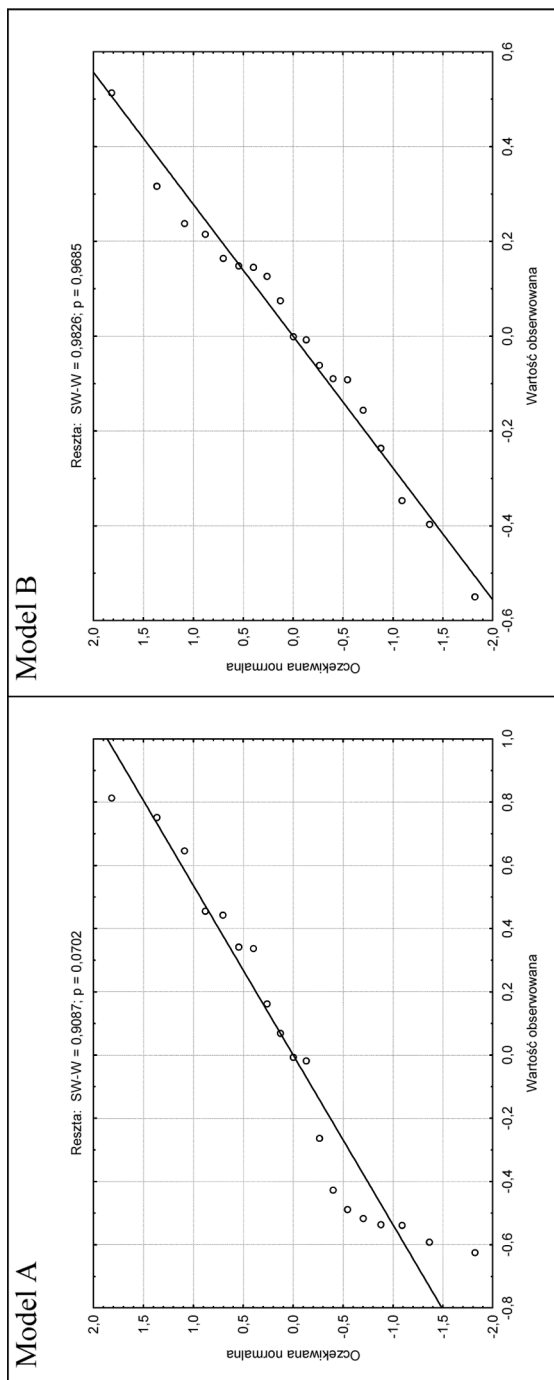 Model A
Reszta: SW-W = 0,9087; p = 0,0702
Oczekiwana normalna
2,0
1,5
1,0
0,5
0,0
-0,5
-1,0
-1,5
-2,0
-0,8 -0,6 -0,4 -0,2 0,0 0,2 0,4 0,6 0,8 1,0
Wartość obserwowana
Model B
Reszta: SW-W = 0,9826; p = 0,9685
Oczekiwana normalna
2,0
1,5
1,0
0,5
0,0
-0,5
-1,0
-1,5
-2,0
-0,6 -0,4 -0,2 0,0 0,2 0,4 0,6
Wartość obserwowana